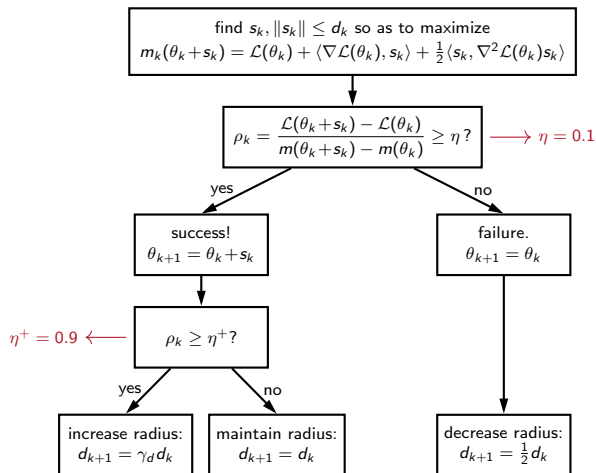 find s_k, ‖s_k‖ ≤ d_k so as to maximize
m_k(θ_k + s_k) = ℒ(θ_k) + ⟨∇ℒ(θ_k), s_k⟩ + ½⟨s_k, ∇²ℒ(θ_k)s_k⟩
ρ_k = (ℒ(θ_k + s_k) − ℒ(θ_k)) / (m(θ_k + s_k) − m(θ_k)) ≥ η ?
η = 0.1
yes
no
success!
θ_{k+1} = θ_k + s_k
failure.
θ_{k+1} = θ_k
η⁺ = 0.9
ρ_k ≥ η⁺?
yes
no
increase radius:
d_{k+1} = γ_d d_k
maintain radius:
d_{k+1} = d_k
decrease radius:
d_{k+1} = ½d_k